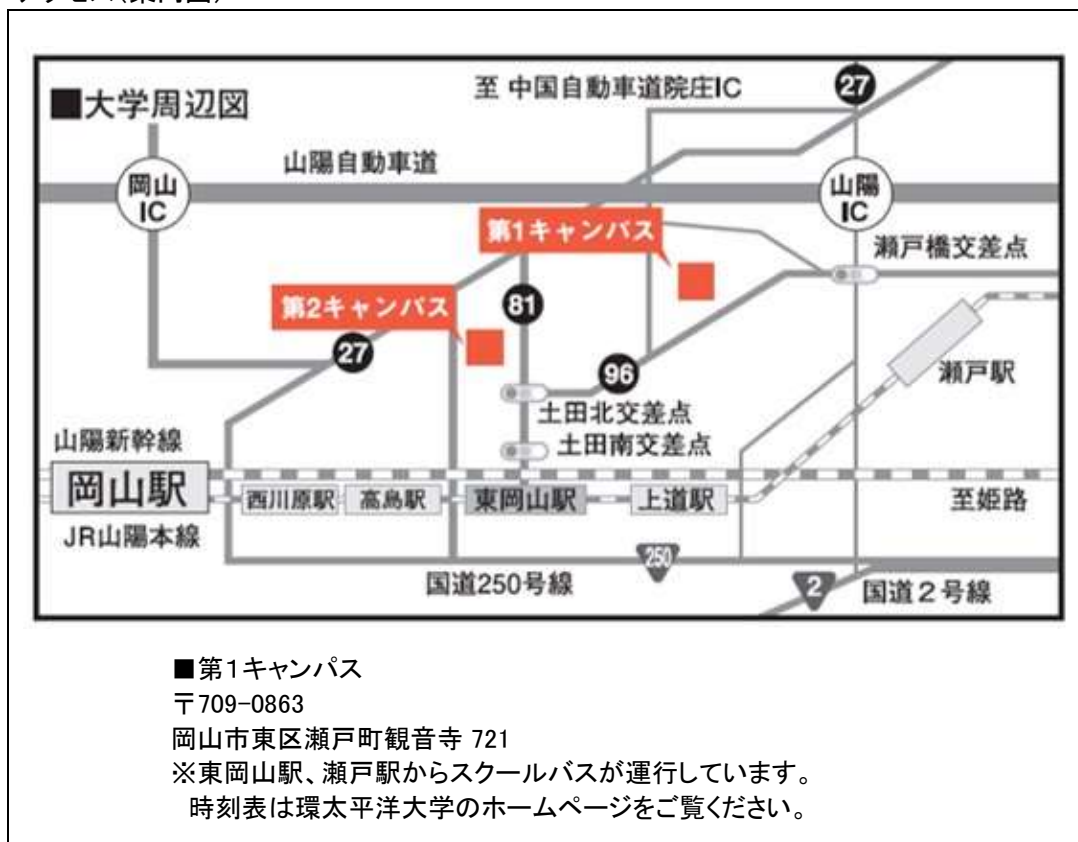 ■大学周辺図
至 中国自動車道院庄IC
27
山陽自動車道
岡山
IC
山陽
IC
第1キャンパス
瀬戸橋交差点
第2キャンパス
81
27
96
瀬戸駅
土田北交差点
土田南交差点
山陽新幹線
岡山駅
西川原駅
高島駅
東岡山駅
上道駅
至姫路
JR山陽本線
250
国道250号線
2
国道2号線
■第1キャンパス
〒709-0863
岡山市東区瀬戸町観音寺 721
※東岡山駅、瀬戸駅からスクールバスが運行しています。
時刻表は環太平洋大学のホームページをご覧ください。